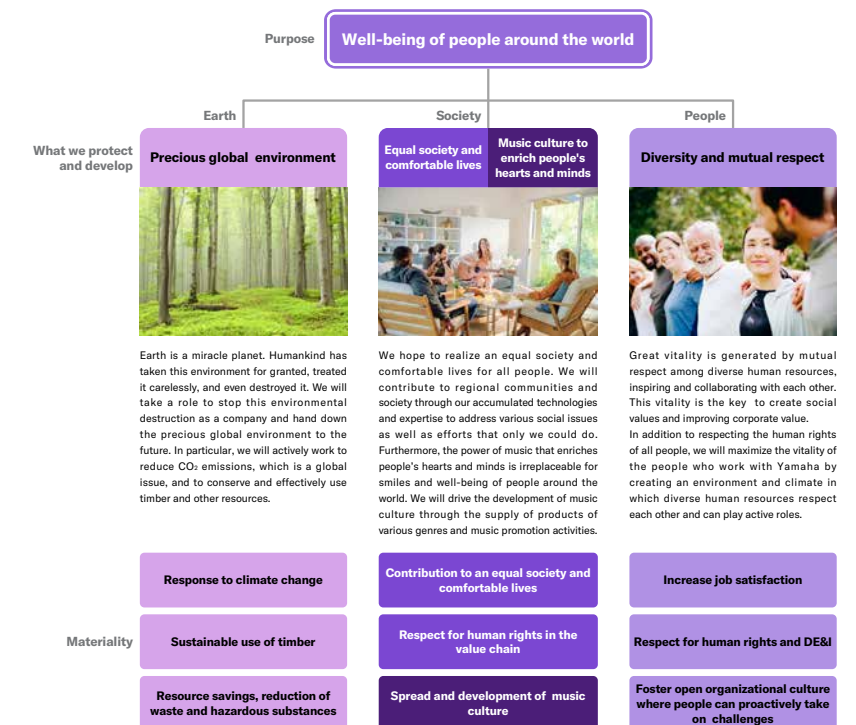 Purpose
Well-being of people around the world
Earth
Society
People
What we protect
and develop
Precious global environment
Equal society and
comfortable lives
Music culture to
enrich people's
hearts and minds
Diversity and mutual respect
Earth is a miracle planet. Humankind has
taken this environment for granted, treated
it carelessly, and even destroyed it. We will
take a role to stop this environmental
destruction as a company and hand down
the precious global environment to the
future. In particular, we will actively work to
reduce CO₂ emissions, which is a global
issue, and to conserve and effectively use
timber and other resources.
We hope to realize an equal society and
comfortable lives for all people. We will
contribute to regional communities and
society through our accumulated technologies
and expertise to address various social issues
as well as efforts that only we could do.
Furthermore, the power of music that enriches
people's hearts and minds is irreplaceable for
smiles and well-being of people around the
world. We will drive the development of music
culture through the supply of products of
various genres and music promotion activities.
Great vitality is generated by mutual
respect among diverse human resources,
inspiring and collaborating with each other.
This vitality is the key to create social
values and improving corporate value.
In addition to respecting the human rights
of all people, we will maximize the vitality of
the people who work with Yamaha by
creating an environment and climate in
which diverse human resources respect
each other and can play active roles.
Materiality
Response to climate change
Sustainable use of timber
Resource savings, reduction of
waste and hazardous substances
Contribution to an equal society and
comfortable lives
Respect for human rights in the
value chain
Spread and development of music
culture
Increase job satisfaction
Respect for human rights and DE&I
Foster open organizational culture
where people can proactively take
on challenges